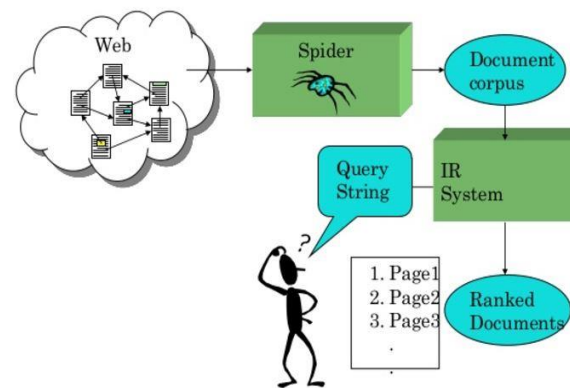 Web
Spider
Document
corpus
Query
String
IR
System
?
1. Page1
2. Page2
3. Page3
.
.
Ranked
Documents